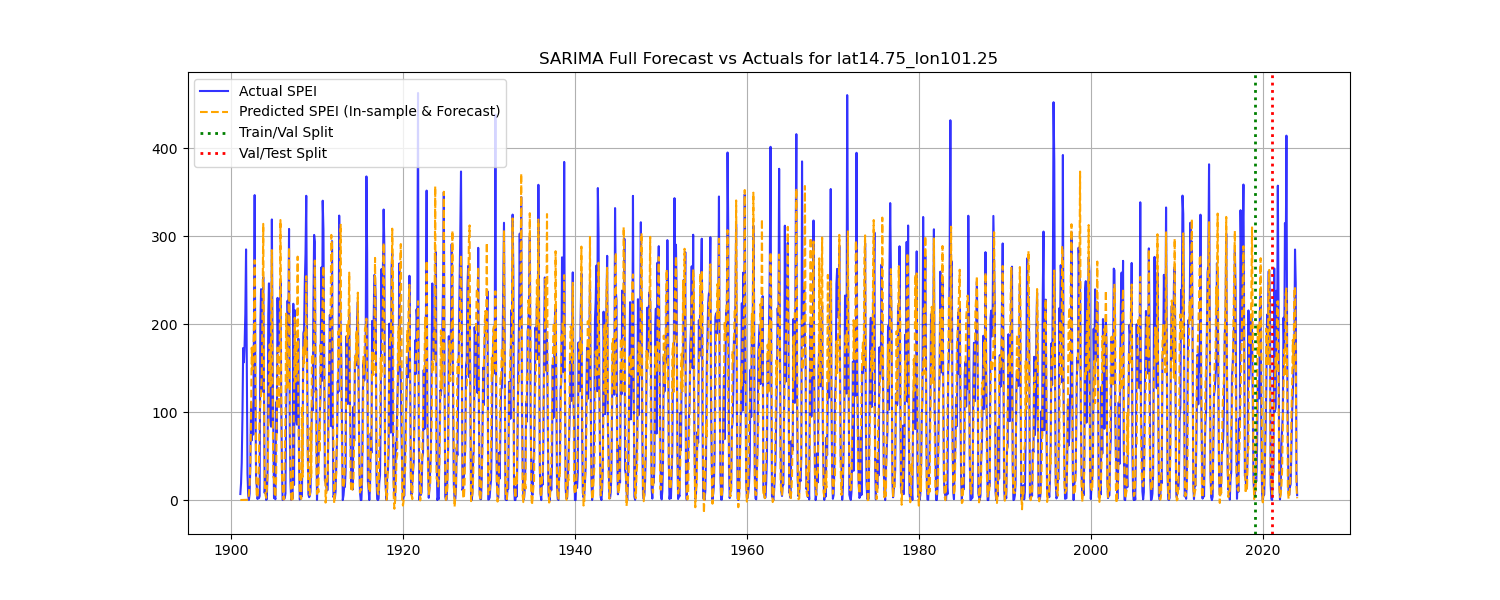 SARIMA Full Forecast vs Actuals for lat14.75_lon101.25
Actual SPEI
Predicted SPEI (In-sample & Forecast)
Train/Val Split
Val/Test Split
400
300
200
100
0
1900 1920 1940 1960 1980 2000 2020